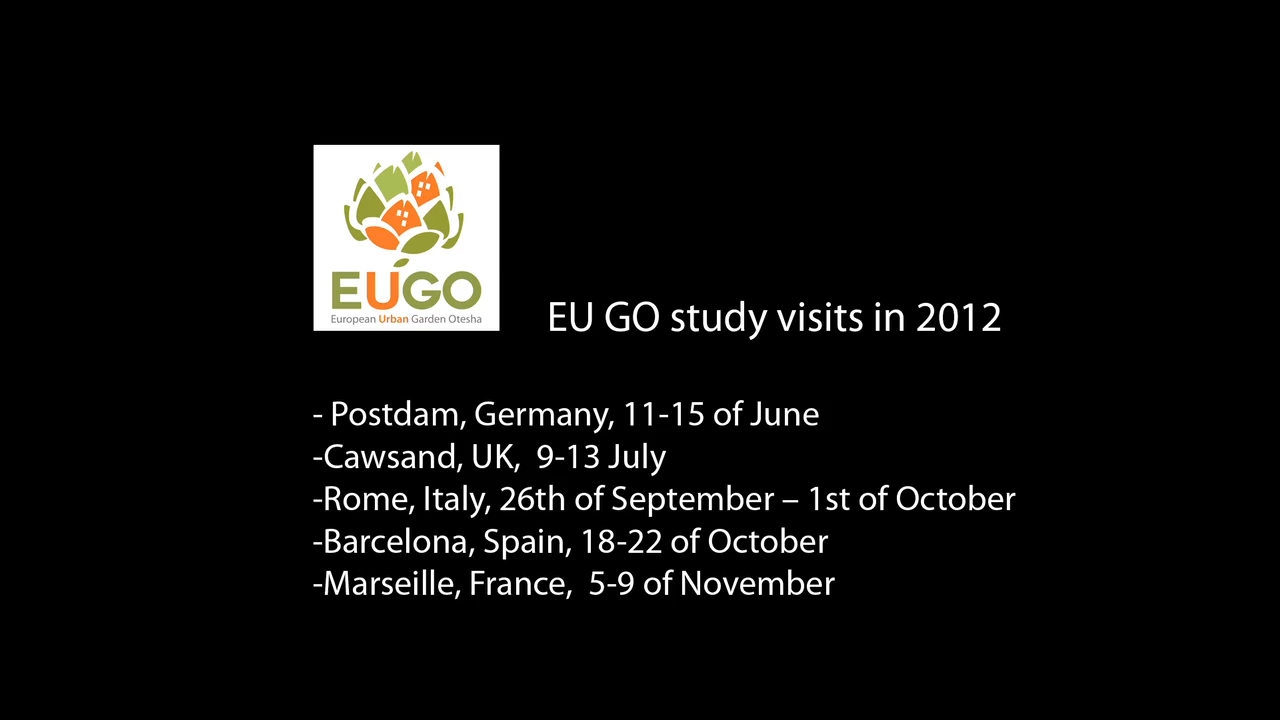 EUGO
European Urban Garden Otesha
EU GO study visits in 2012
- Postdam, Germany, 11-15 of June
-Cawsand, UK,  9-13 July
-Rome, Italy, 26th of September – 1st of October
-Barcelona, Spain, 18-22 of October
-Marseille, France,  5-9 of November